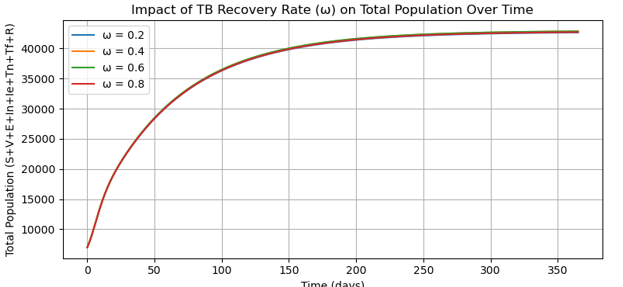 Impact of TB Recovery Rate (ω) on Total Population Over Time
Total Population (S+V+E+In+Ie+Tn+Tf+R)
40000
35000
30000
25000
20000
15000
10000
ω = 0.2
ω = 0.4
ω = 0.6
ω = 0.8
0 50 100 150 200 250 300 350
Time (days)